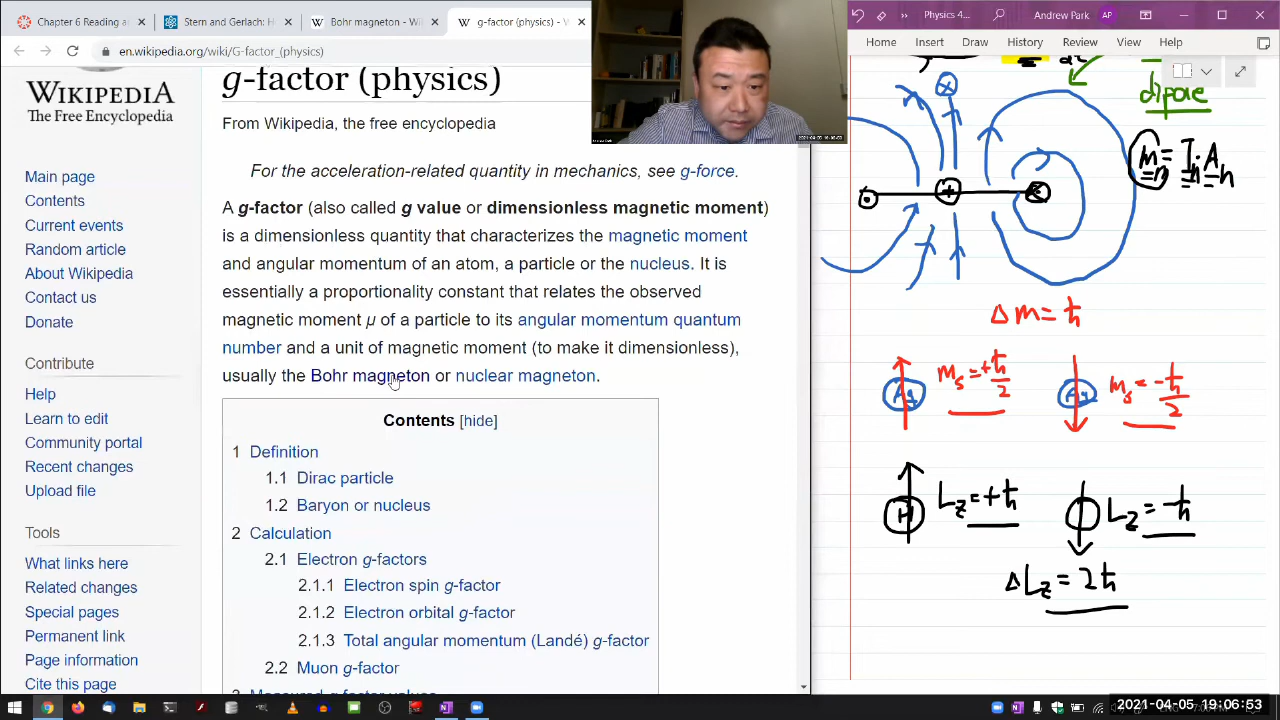 Chapter 6 Reading a
Stern and Gerlach: H
Bohr magneton - Wi
g-factor (physics) -
en.wikipedia.org/wiki/G-factor_(physics)
WIKIPEDIA
The Free Encyclopedia
Main page
Contents
Current events
Random article
About Wikipedia
Contact us
Donate
Contribute
Help
Learn to edit
Community portal
Recent changes
Upload file
Tools
What links here
Related changes
Special pages
Permanent link
Page information
Cite this page
g-factor (physics)
From Wikipedia, the free encyclopedia
For the acceleration-related quantity in mechanics, see g-force.
A g-factor (also called g value or dimensionless magnetic moment)
is a dimensionless quantity that characterizes the magnetic moment
and angular momentum of an atom, a particle or the nucleus. It is
essentially a proportionality constant that relates the observed
magnetic moment μ of a particle to its angular momentum quantum
number and a unit of magnetic moment (to make it dimensionless),
usually the Bohr magneton or nuclear magneton.
Contents [hide]
1 Definition
1.1 Dirac particle
1.2 Baryon or nucleus
2 Calculation
2.1 Electron g-factors
2.1.1 Electron spin g-factor
2.1.2 Electron orbital g-factor
2.1.3 Total angular momentum (Landé) g-factor
2.2 Muon g-factor
3 Measured g-factor values
Physics 4...
Andrew Park
AP
Home Insert Draw History Review View Help
dipole
m = I · A
Δm = ħ
Ag mₛ = +ħ/2 Ag mₛ = -ħ/2
H L_z = +ħ L_z = -ħ
ΔL_z = 2ħ
2021-04-05 19:06:53